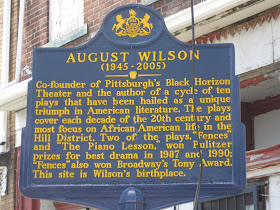 AUGUST WILSON
(1945-2005)
Co-founder of Pittsburgh's Black Horizon
Theater and the author of a cycle of ten
plays that have been hailed as a unique
triumph in American literature. The plays
cover each decade of the 20th century and
most focus on African American life in the
Hill District. Two of the plays, "Fences"
and "The Piano Lesson," won Pulitzer
prizes for best drama in 1987 and 1990;
"Fences" also won Broadway's Tony Award.
This site is Wilson's birthplace.